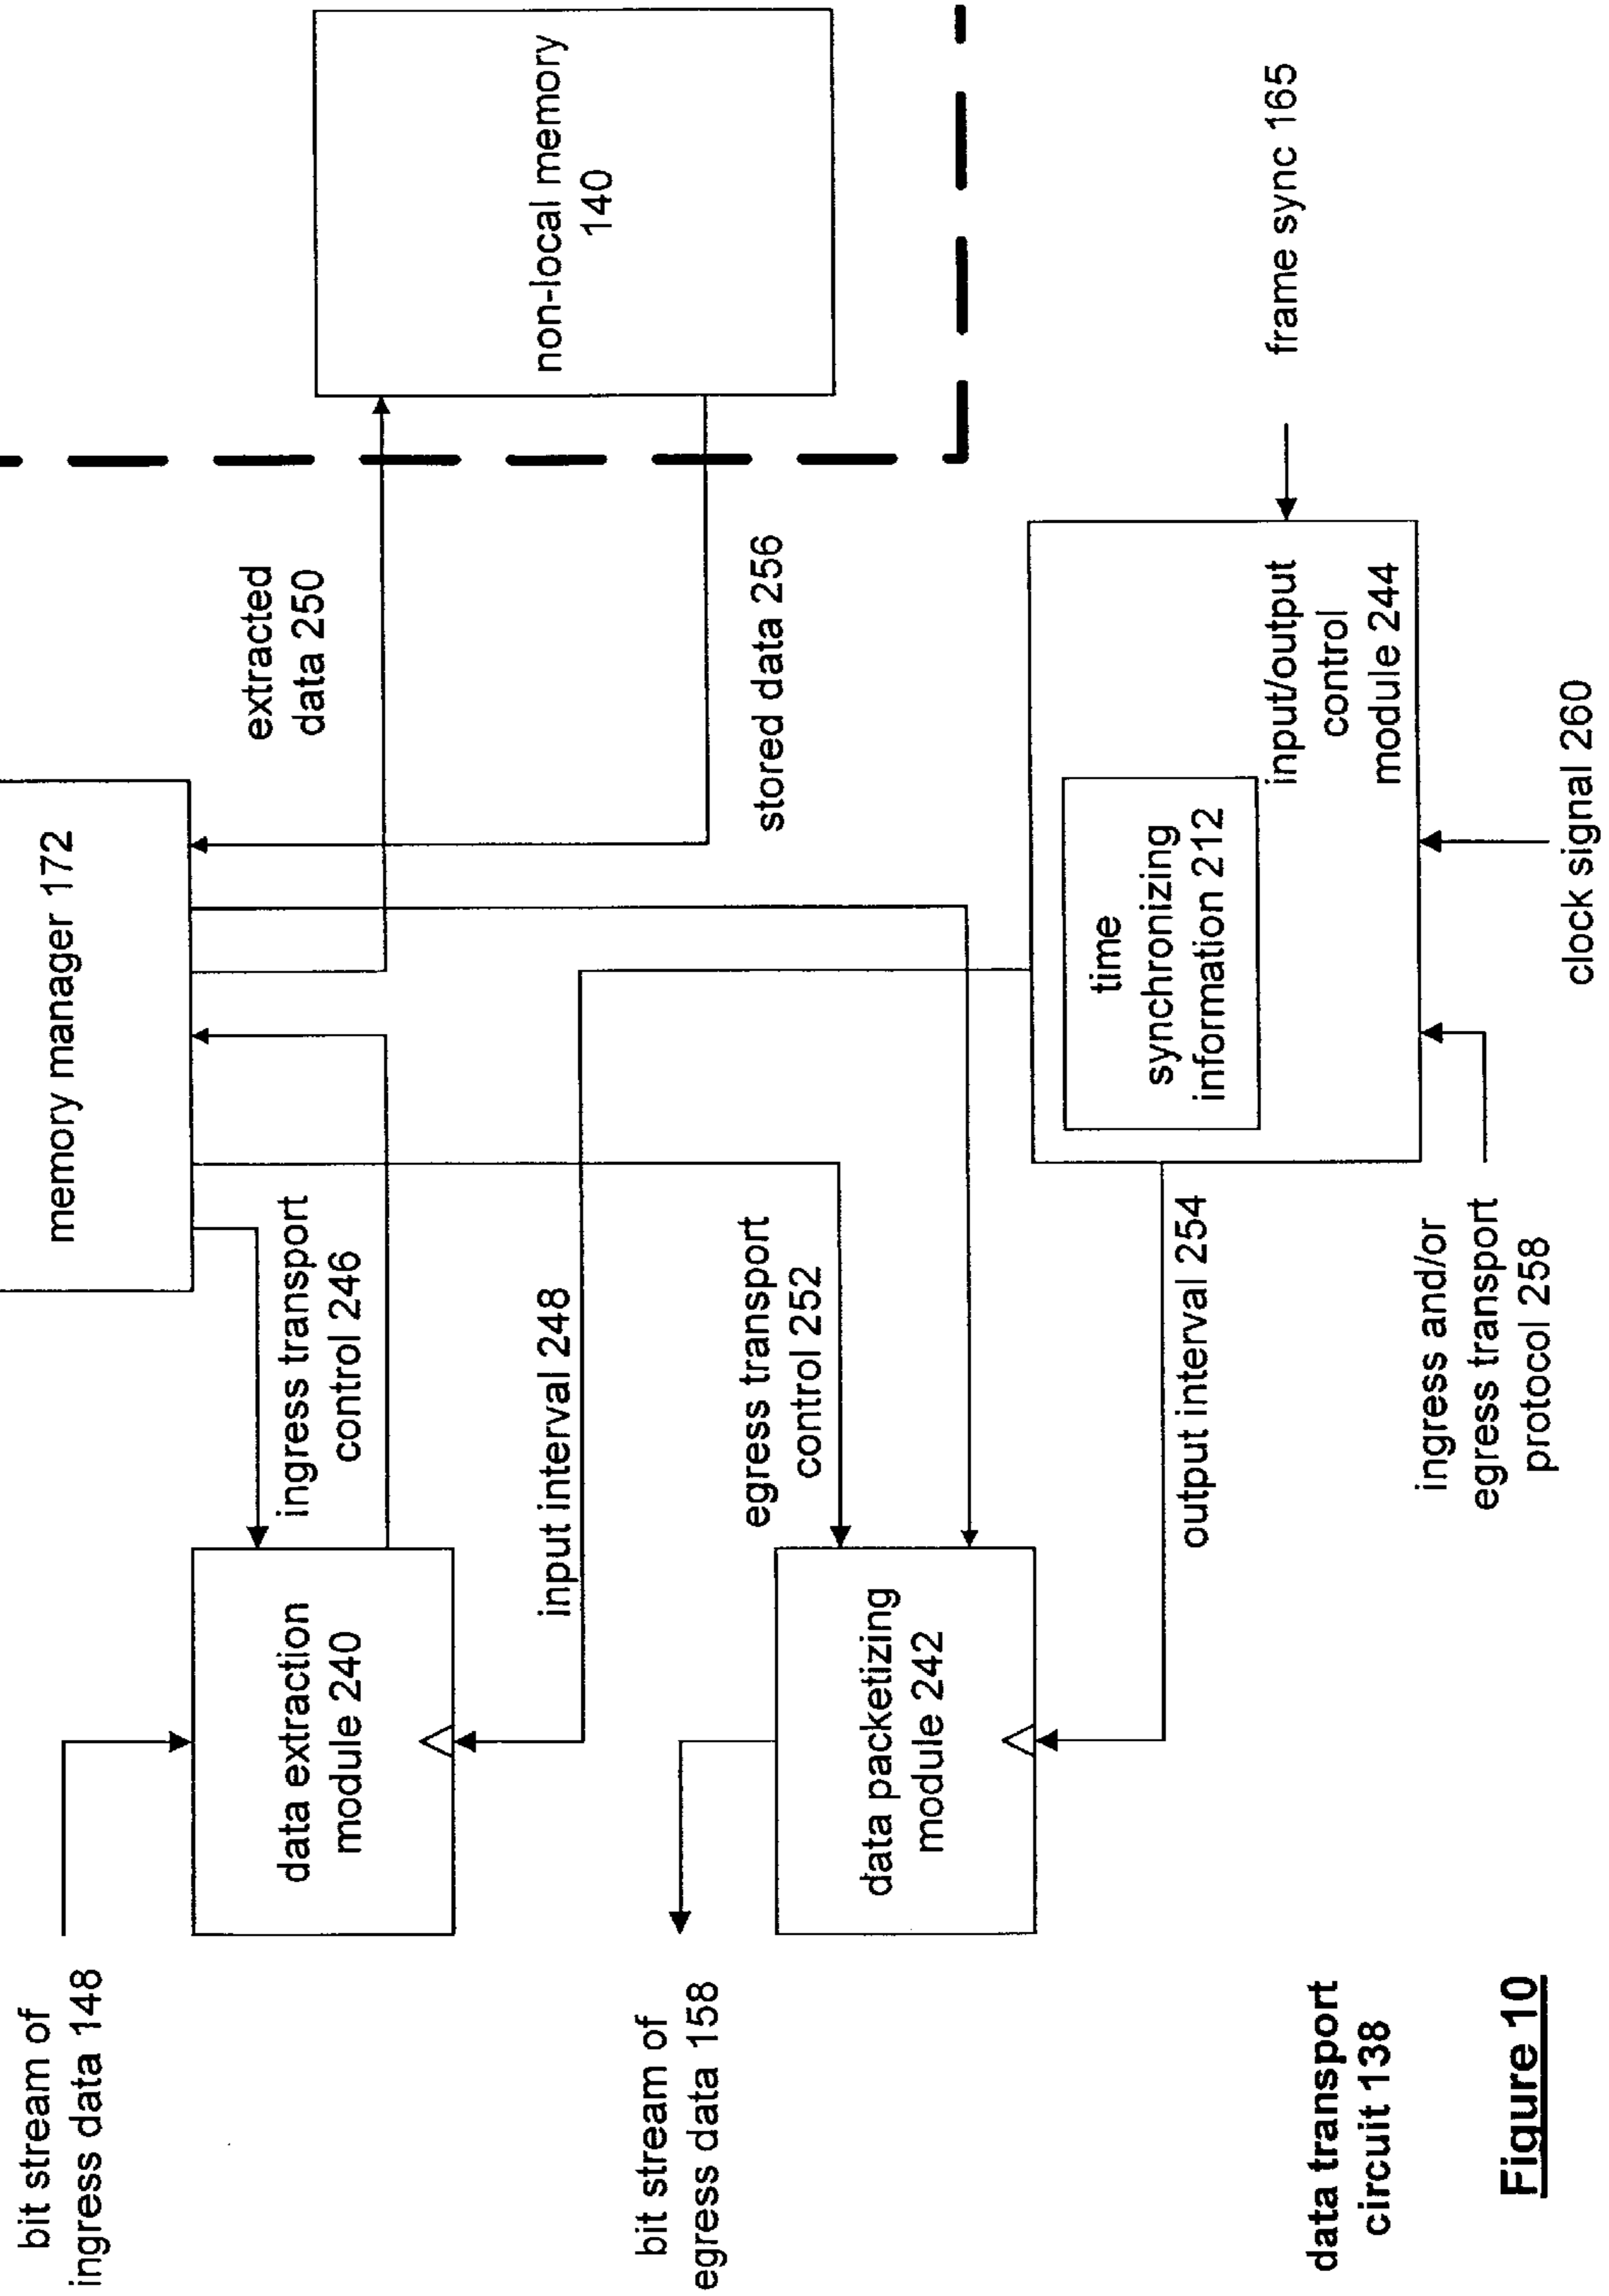 bit stream of
ingress data 148
data extraction
module 240
ingress transport
control 246
memory manager 172
extracted
data 250
non-local memory
140
input interval 248
stored data 256
bit stream of
egress data 158
data packetizing
module 242
egress transport
control 252
output interval 254
time
synchronizing
information 212
input/output
control
module 244
frame sync 165
ingress and/or
egress transport
protocol 258
clock signal 260
data transport
circuit 138
Figure 10